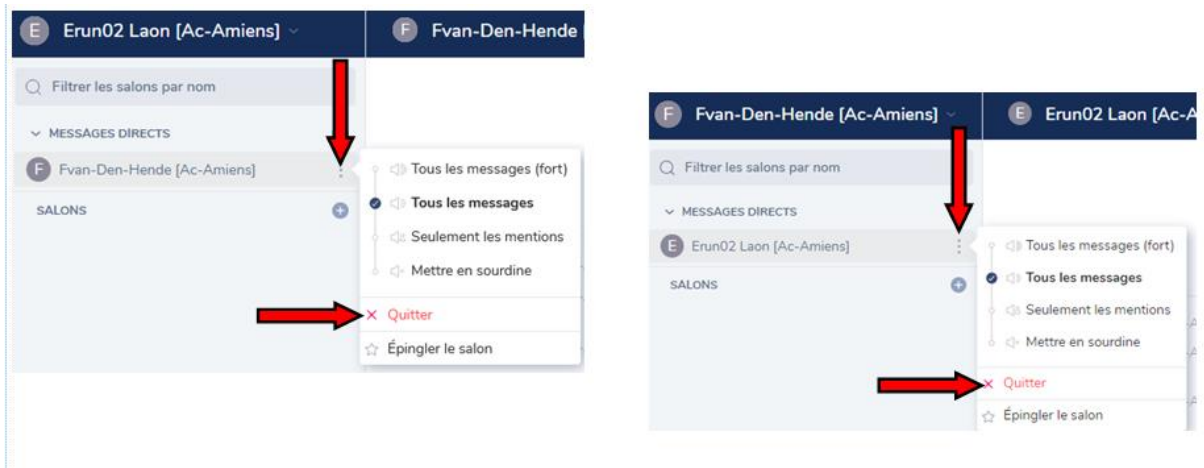 E Erun02 Laon [Ac-Amiens]
F Fvan-Den-Hende
Filtrer les salons par nom
MESSAGES DIRECTS
F Fvan-Den-Hende [Ac-Amiens]
SALONS
Tous les messages (fort)
Tous les messages
Seulement les mentions
Mettre en sourdine
Quitter
Épingler le salon
F Fvan-Den-Hende [Ac-Amiens]
E Erun02 Laon [Ac-A
Filtrer les salons par nom
MESSAGES DIRECTS
E Erun02 Laon [Ac-Amiens]
SALONS
Tous les messages (fort)
Tous les messages
Seulement les mentions
Mettre en sourdine
Quitter
Épingler le salon